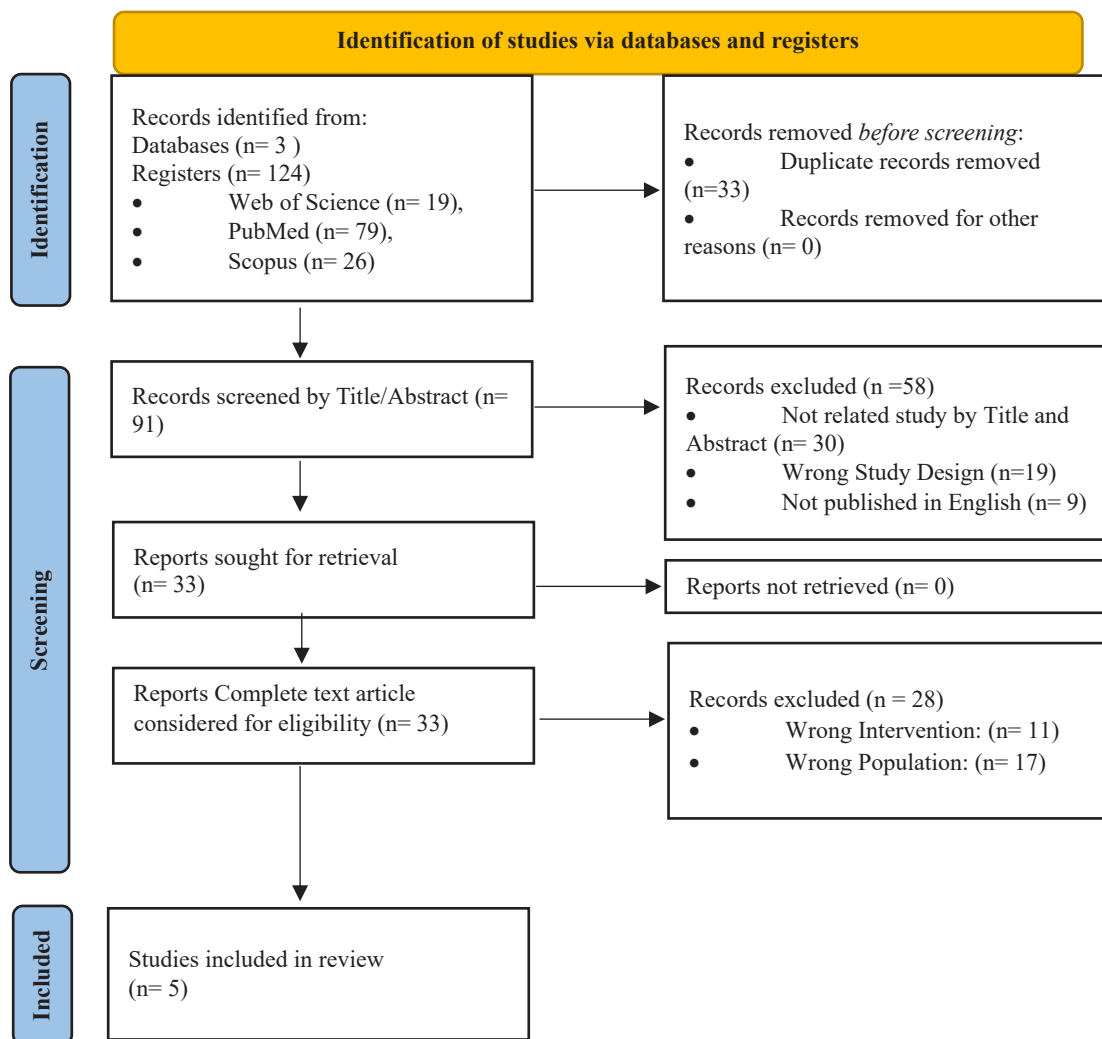 Identification of studies via databases and registers
Identification
Records identified from:
Databases (n= 3 )
Registers (n= 124)
• Web of Science (n= 19),
• PubMed (n= 79),
• Scopus (n= 26)
Records removed before screening:
• Duplicate records removed
(n=33)
• Records removed for other
reasons (n= 0)
Screening
Records screened by Title/Abstract (n=
91)
Records excluded (n =58)
• Not related study by Title and
Abstract (n= 30)
• Wrong Study Design (n=19)
• Not published in English (n= 9)
Reports sought for retrieval
(n= 33)
Reports not retrieved (n= 0)
Reports Complete text article
considered for eligibility (n= 33)
Records excluded (n = 28)
• Wrong Intervention: (n= 11)
• Wrong Population: (n= 17)
Included
Studies included in review
(n= 5)